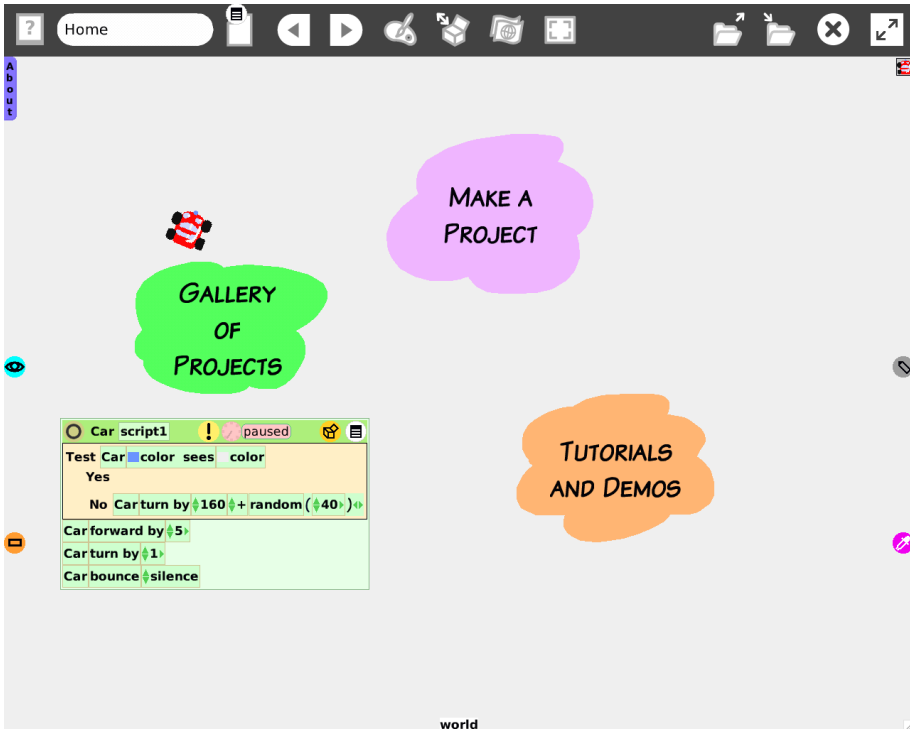 ?
Home
About
Make a
Project
Gallery
of
Projects
Car script1 ! paused
Test Car color sees color
Yes
No Car turn by 160 + random ( 40 )
Car forward by 5
Car turn by 1
Car bounce silence
Tutorials
and Demos
world